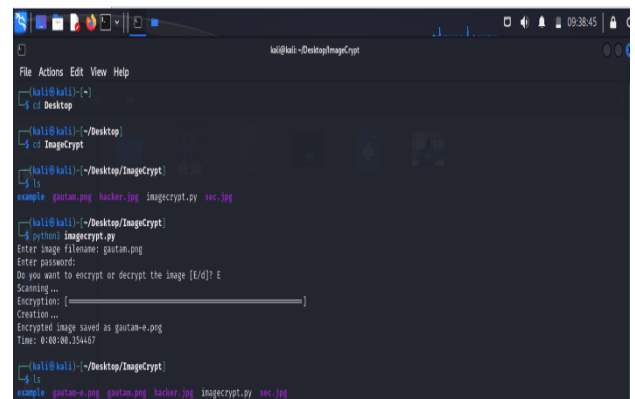 09:38:45
kali@kali: ~/Desktop/ImageCrypt
File Actions Edit View Help
┌──(kali㉿kali)-[~]
└─$ cd Desktop
┌──(kali㉿kali)-[~/Desktop]
└─$ cd ImageCrypt
┌──(kali㉿kali)-[~/Desktop/ImageCrypt]
└─$ ls
example gautam.png hacker.jpg imagecrypt.py sec.jpg
┌──(kali㉿kali)-[~/Desktop/ImageCrypt]
└─$ python3 imagecrypt.py
Enter image filename: gautam.png
Enter password:
Do you want to encrypt or decrypt the image [E/d]? E
Scanning ...
Encryption: [════════════════════════════════════════]
Creation ...
Encrypted image saved as gautam-e.png
Time: 0:00:00.354467
┌──(kali㉿kali)-[~/Desktop/ImageCrypt]
└─$ ls
example gautam-e.png gautam.png hacker.jpg imagecrypt.py sec.jpg